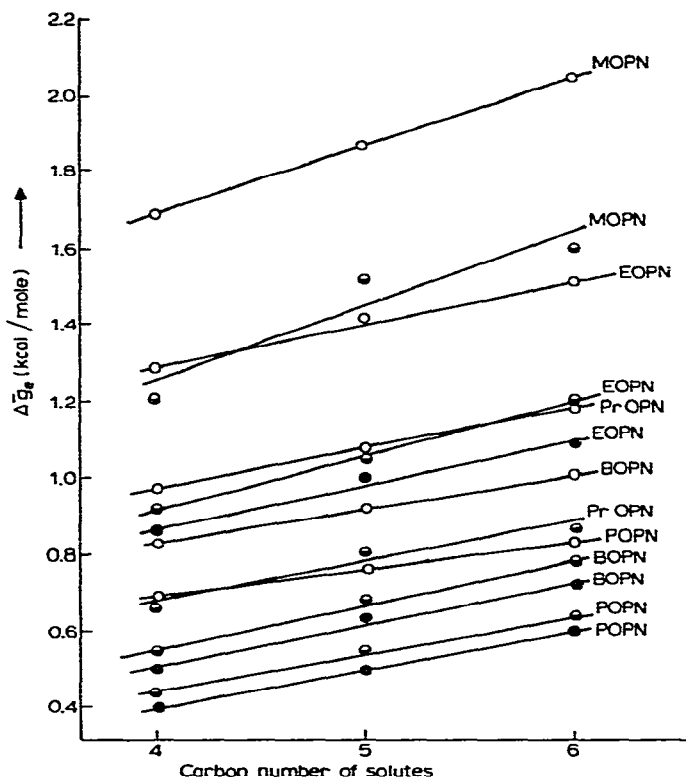 2.2
2.0
1.8
1.6
1.4
1.2
1.0
0.8
0.6
0.4
Δḡₑ (kcal/mole)
MOPN
MOPN
EOPN
EOPN
Pr OPN
EOPN
BOPN
Pr OPN
POPN
BOPN
BOPN
POPN
POPN
4 5 6
Carbon number of solutes